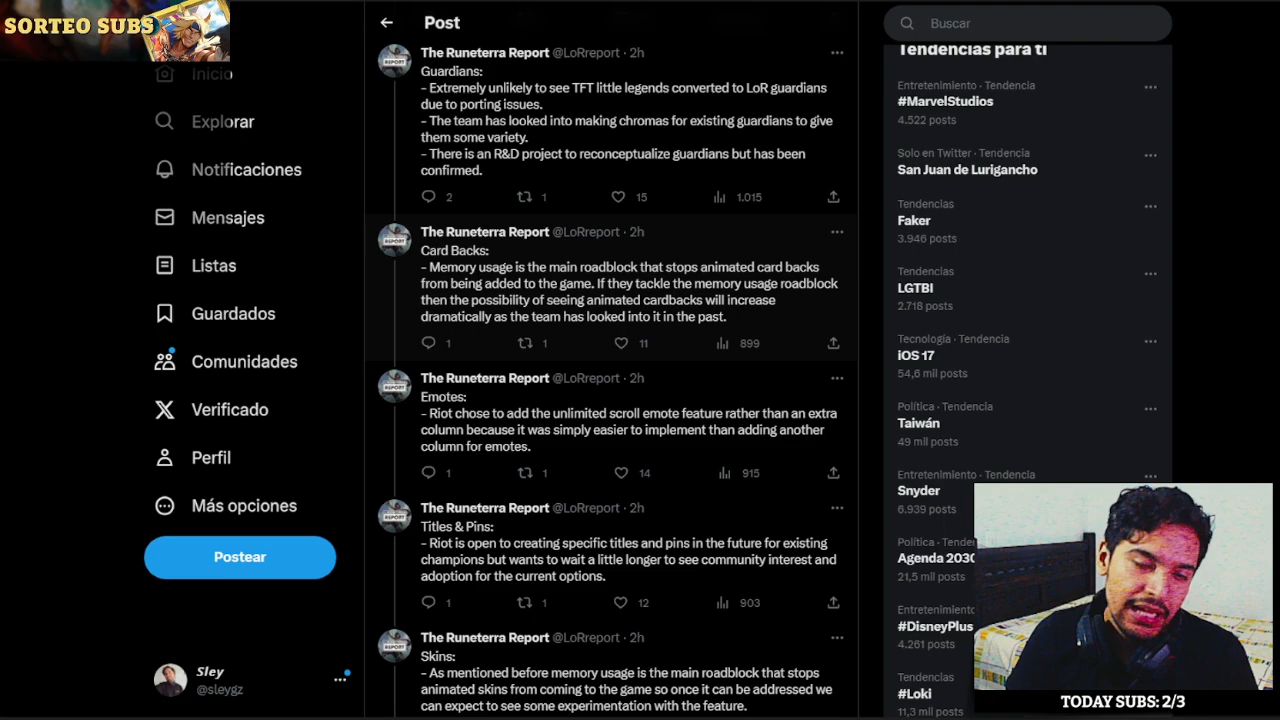 SORTEO SUBS
Inicio
Explorar
Notificaciones
Mensajes
Listas
Guardados
Comunidades
Verificado
Perfil
Más opciones
Postear
Sley
@sleygz
Post
The Runeterra Report @LoRreport · 2h
Guardians:
- Extremely unlikely to see TFT little legends converted to LoR guardians
due to porting issues.
- The team has looked into making chromas for existing guardians to give
them some variety.
- There is an R&D project to reconceptualize guardians but has been
confirmed.
2 1 15 1.015
REPORT
The Runeterra Report @LoRreport · 2h
Card Backs:
- Memory usage is the main roadblock that stops animated card backs
from being added to the game. If they tackle the memory usage roadblock
then the possibility of seeing animated cardbacks will increase
dramatically as the team has looked into it in the past.
1 1 11 899
REPORT
The Runeterra Report @LoRreport · 2h
Emotes:
- Riot chose to add the unlimited scroll emote feature rather than an extra
column because it was simply easier to implement than adding another
column for emotes.
1 1 14 915
REPORT
The Runeterra Report @LoRreport · 2h
Titles & Pins:
- Riot is open to creating specific titles and pins in the future for existing
champions but wants to wait a little longer to see community interest and
adoption for the current options.
1 1 12 903
REPORT
The Runeterra Report @LoRreport · 2h
Skins:
- As mentioned before memory usage is the main roadblock that stops
animated skins from coming to the game so once it can be addressed we
can expect to see some experimentation with the feature.
REPORT
Buscar
Tendencias para ti
Entretenimiento · Tendencia
#MarvelStudios
4.522 posts
Solo en Twitter · Tendencia
San Juan de Lurigancho
Tendencias
Faker
3.946 posts
Tendencias
LGTBI
2.718 posts
Tecnología · Tendencia
iOS 17
54,6 mil posts
Política · Tendencia
Taiwán
49 mil posts
Entretenimiento · Tendencia
Snyder
6.939 posts
Política · Tende
Agenda 2030
21,5 mil posts
Entretenimiento
#DisneyPlus
4.261 posts
Tendencias
#Loki
11,3 mil posts
TODAY SUBS: 2/3